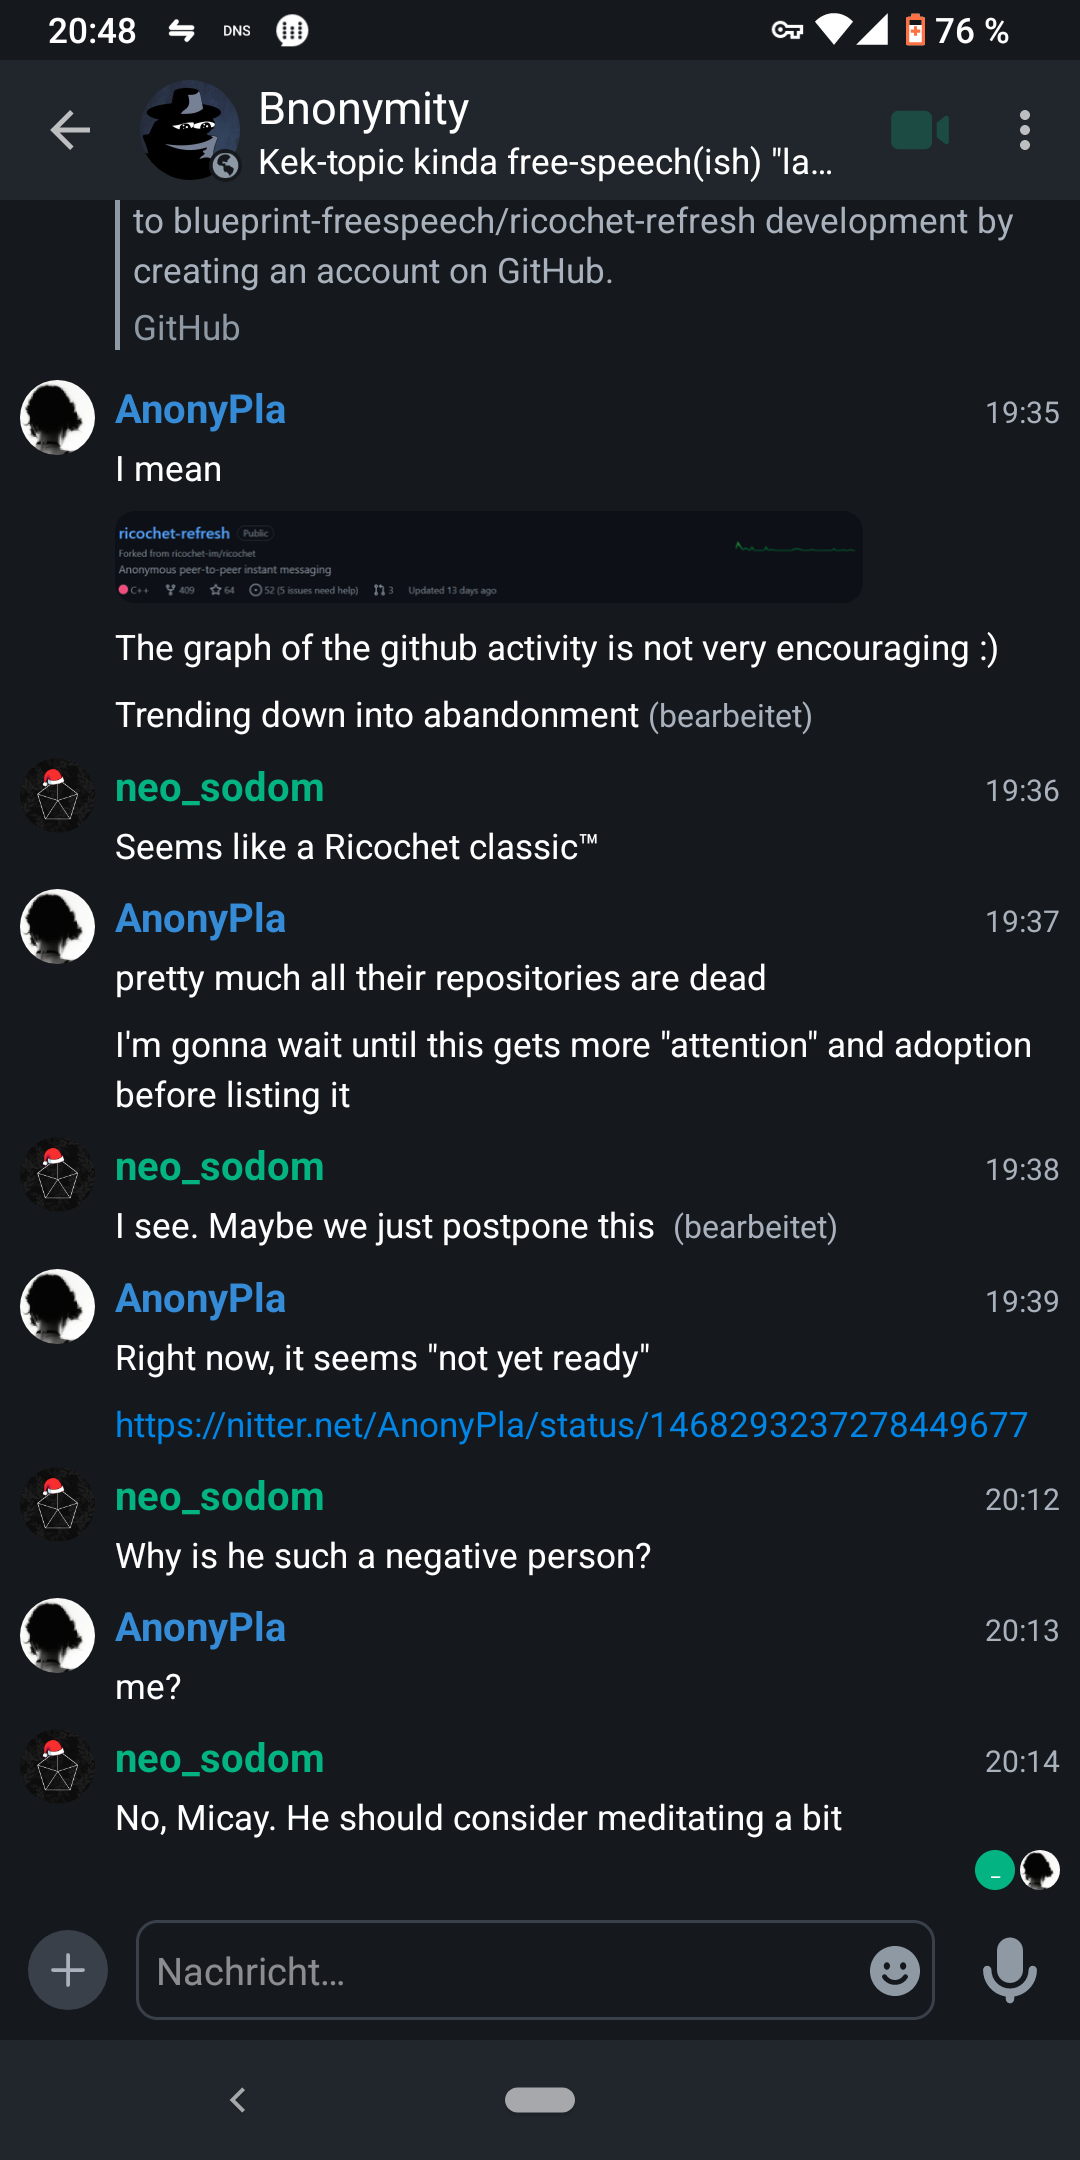 20:48 DNS 76 %
Bnonymity
Kek-topic kinda free-speech(ish) "la...
to blueprint-freespeech/ricochet-refresh development by
creating an account on GitHub.
GitHub
AnonyPla 19:35
I mean
ricochet-refresh Public
Forked from ricochet-im/ricochet
Anonymous peer-to-peer instant messaging
C++ 409 64 52 (5 issues need help) 3 Updated 13 days ago
The graph of the github activity is not very encouraging :)
Trending down into abandonment (bearbeitet)
neo_sodom 19:36
Seems like a Ricochet classic™
AnonyPla 19:37
pretty much all their repositories are dead
I'm gonna wait until this gets more "attention" and adoption
before listing it
neo_sodom 19:38
I see. Maybe we just postpone this (bearbeitet)
AnonyPla 19:39
Right now, it seems "not yet ready"
https://nitter.net/AnonyPla/status/1468293237278449677
neo_sodom 20:12
Why is he such a negative person?
AnonyPla 20:13
me?
neo_sodom 20:14
No, Micay. He should consider meditating a bit
_
Nachricht...